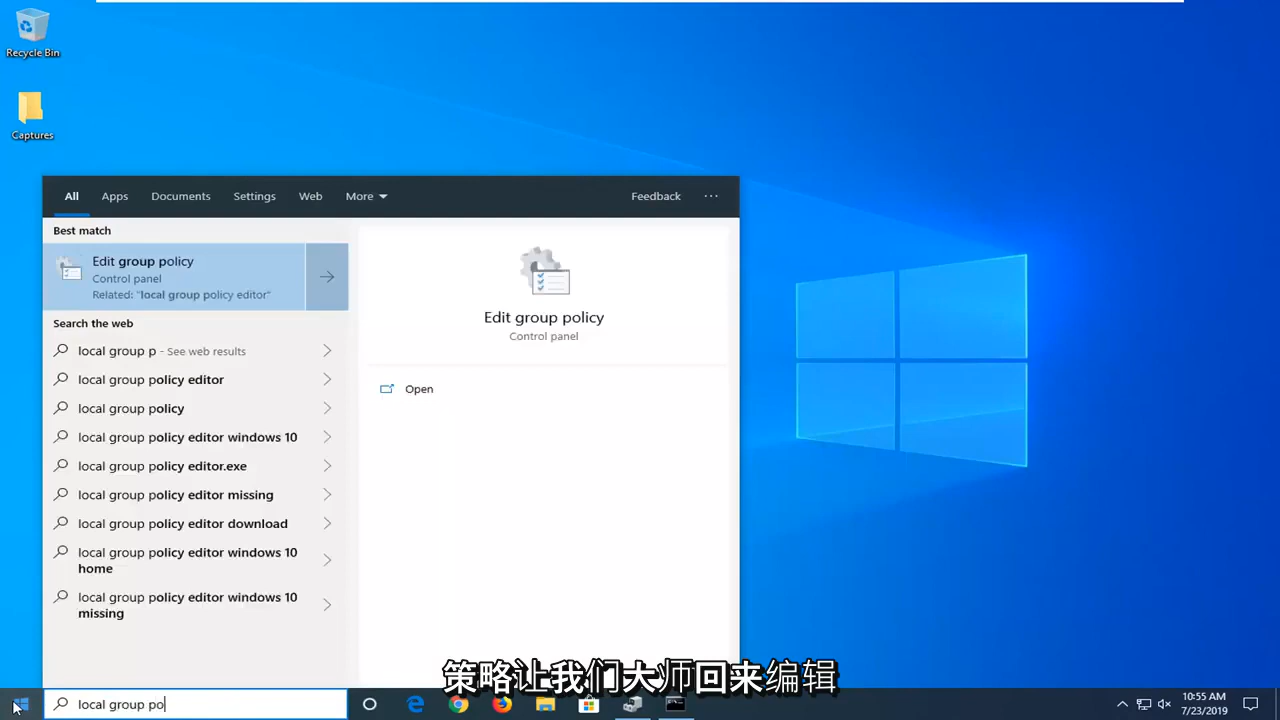 Recycle Bin
Captures
All Apps Documents Settings Web More Feedback ···
Best match
Edit group policy
Control panel
Related: "local group policy editor"
Search the web
local group p - See web results
local group policy editor
local group policy
local group policy editor windows 10
local group policy editor.exe
local group policy editor missing
local group policy editor download
local group policy editor windows 10
home
local group policy editor windows 10
missing
Edit group policy
Control panel
Open
策略让我们大师回来编辑
local group po
10:55 AM
7/23/2019